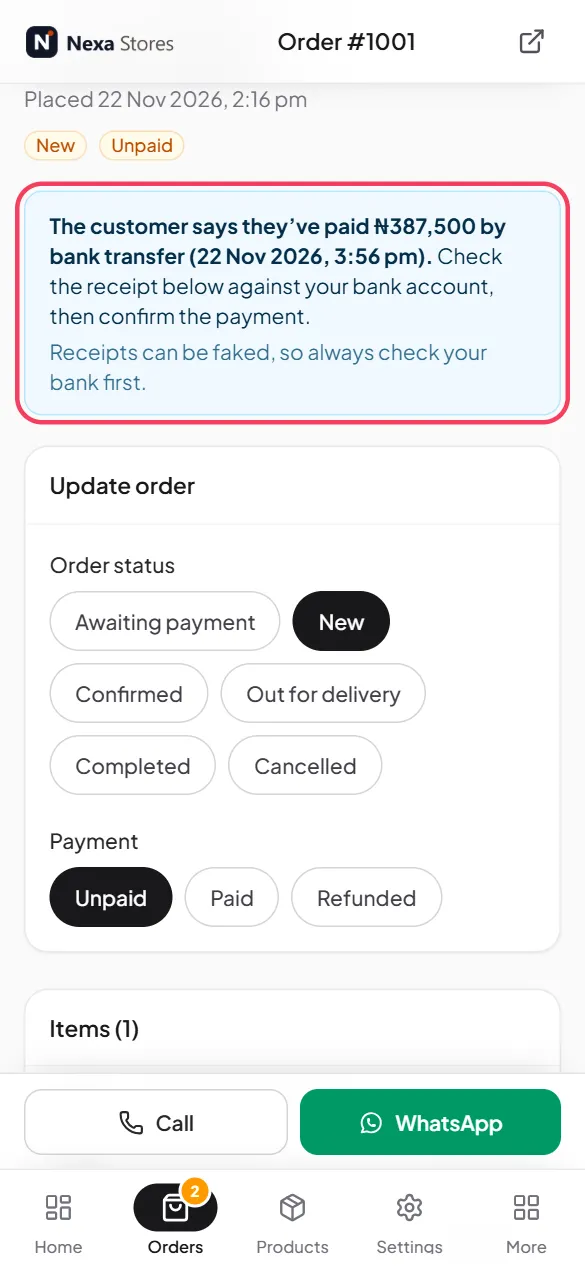 N Nexa Stores
Order #1001
Placed 22 Nov 2026, 2:16 pm
New
Unpaid
The customer says they’ve paid ₦387,500 by
bank transfer (22 Nov 2026, 3:56 pm). Check
the receipt below against your bank account,
then confirm the payment.
Receipts can be faked, so always check your
bank first.
Update order
Order status
Awaiting payment
New
Confirmed
Out for delivery
Completed
Cancelled
Payment
Unpaid
Paid
Refunded
Items (1)
Call
WhatsApp
2
Home
Orders
Products
Settings
More